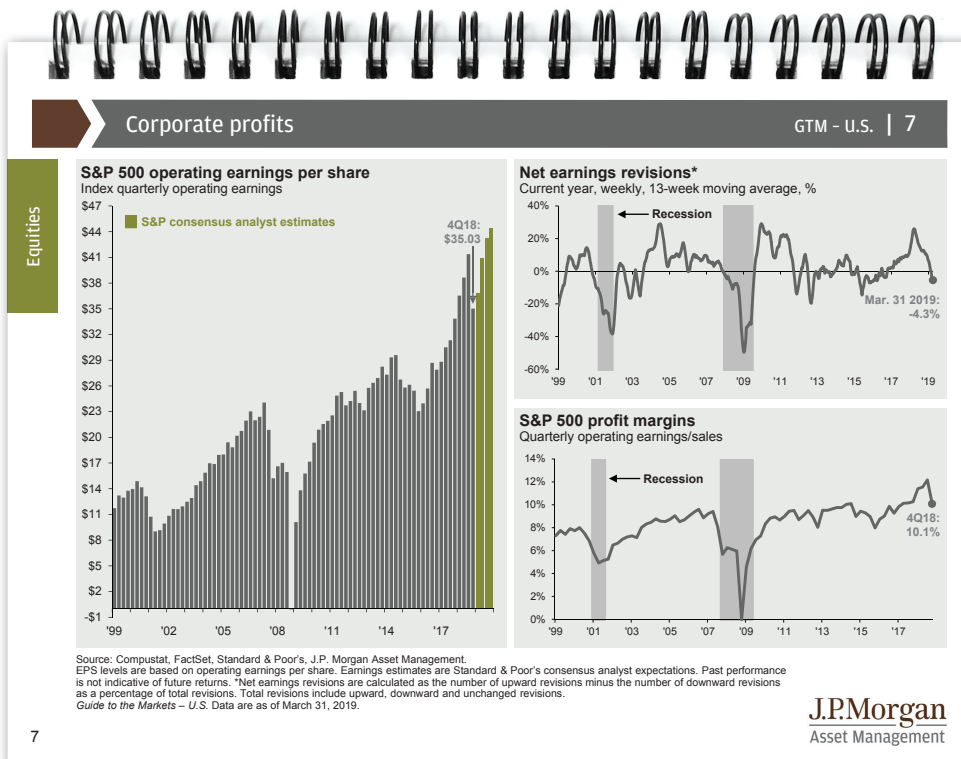 Corporate profits
GTM – U.S. | 7
Equities
S&P 500 operating earnings per share
Index quarterly operating earnings
$47
$44
$41
$38
$35
$32
$29
$26
$23
$20
$17
$14
$11
$8
$5
$2
-$1
S&P consensus analyst estimates
4Q18:
$35.03
'99 '02 '05 '08 '11 '14 '17
Net earnings revisions*
Current year, weekly, 13-week moving average, %
40%
20%
0%
-20%
-40%
-60%
Recession
Mar. 31 2019:
-4.3%
'99 '01 '03 '05 '07 '09 '11 '13 '15 '17 '19
S&P 500 profit margins
Quarterly operating earnings/sales
14%
12%
10%
8%
6%
4%
2%
0%
Recession
4Q18:
10.1%
'99 '01 '03 '05 '07 '09 '11 '13 '15 '17
Source: Compustat, FactSet, Standard & Poor's, J.P. Morgan Asset Management.
EPS levels are based on operating earnings per share. Earnings estimates are Standard & Poor's consensus analyst expectations. Past performance
is not indicative of future returns. *Net earnings revisions are calculated as the number of upward revisions minus the number of downward revisions
as a percentage of total revisions. Total revisions include upward, downward and unchanged revisions.
Guide to the Markets – U.S. Data are as of March 31, 2019.
7
J.P.Morgan
Asset Management